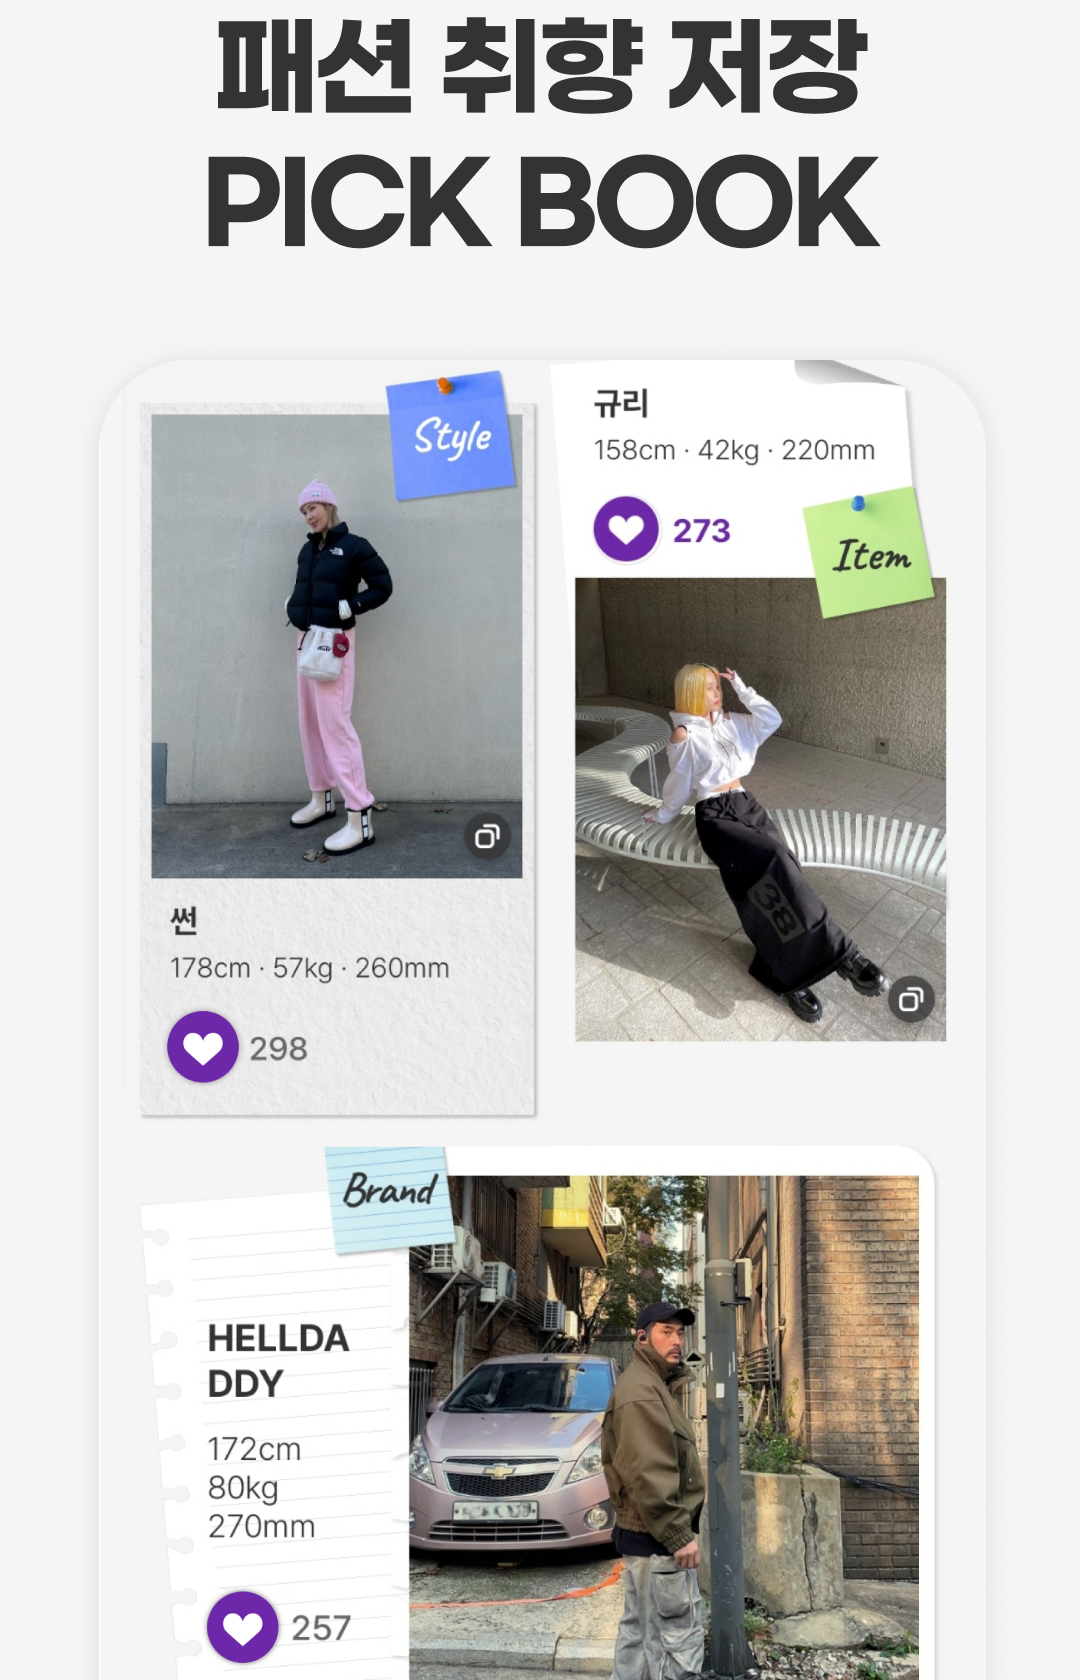 패션 취향 저장
PICK BOOK
Style
썬
178cm · 57kg · 260mm
298
규리
158cm · 42kg · 220mm
273
Item
38
Brand
HELLDA
DDY
172cm
80kg
270mm
257